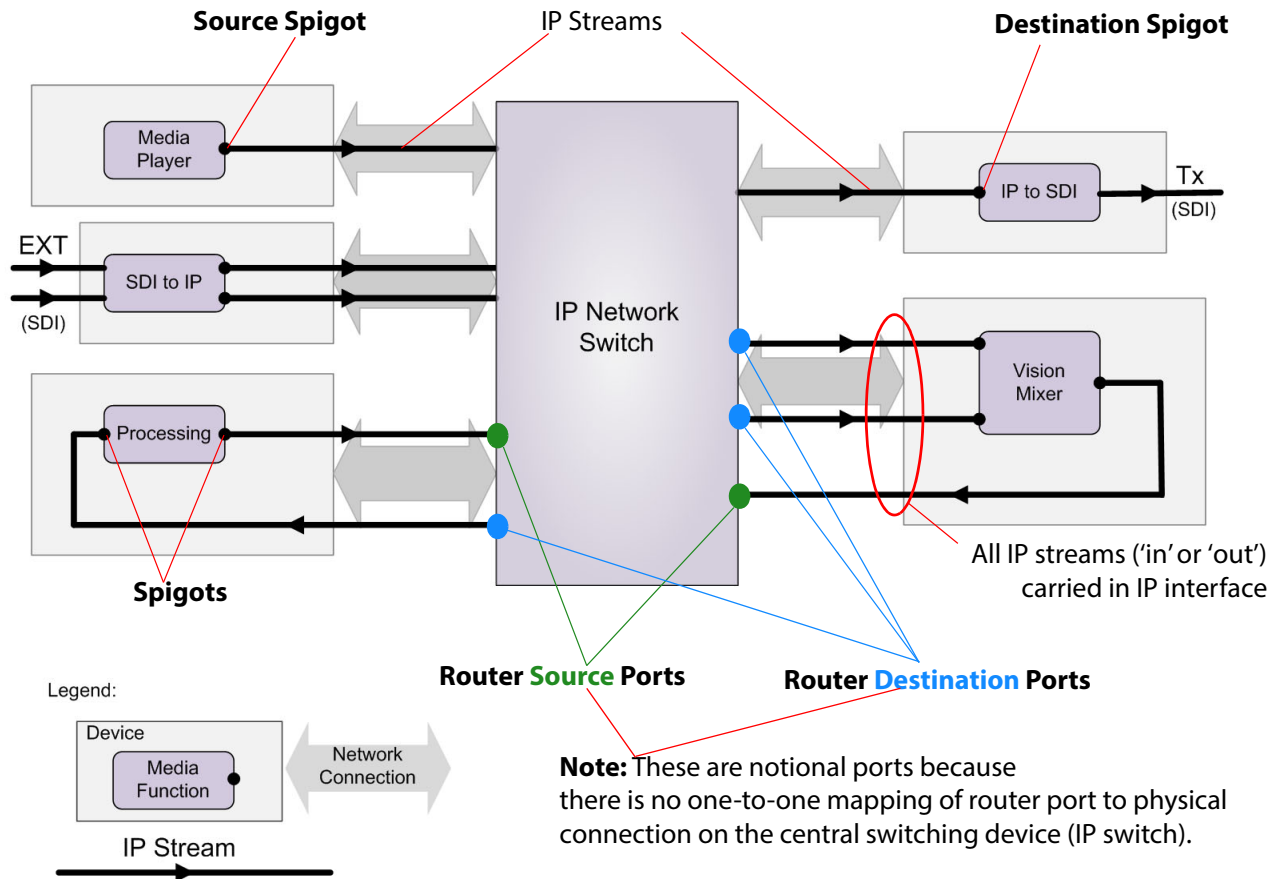 Source Spigot
IP Streams
Destination Spigot
Media
Player
IP to SDI
Tx
(SDI)
EXT
SDI to IP
(SDI)
IP Network
Switch
Vision
Mixer
Processing
Spigots
All IP streams (‘in’ or ‘out’)
carried in IP interface
Router Source Ports
Router Destination Ports
Legend:
Device
Media
Function
Network
Connection
IP Stream
Note: These are notional ports because
there is no one-to-one mapping of router port to physical
connection on the central switching device (IP switch).